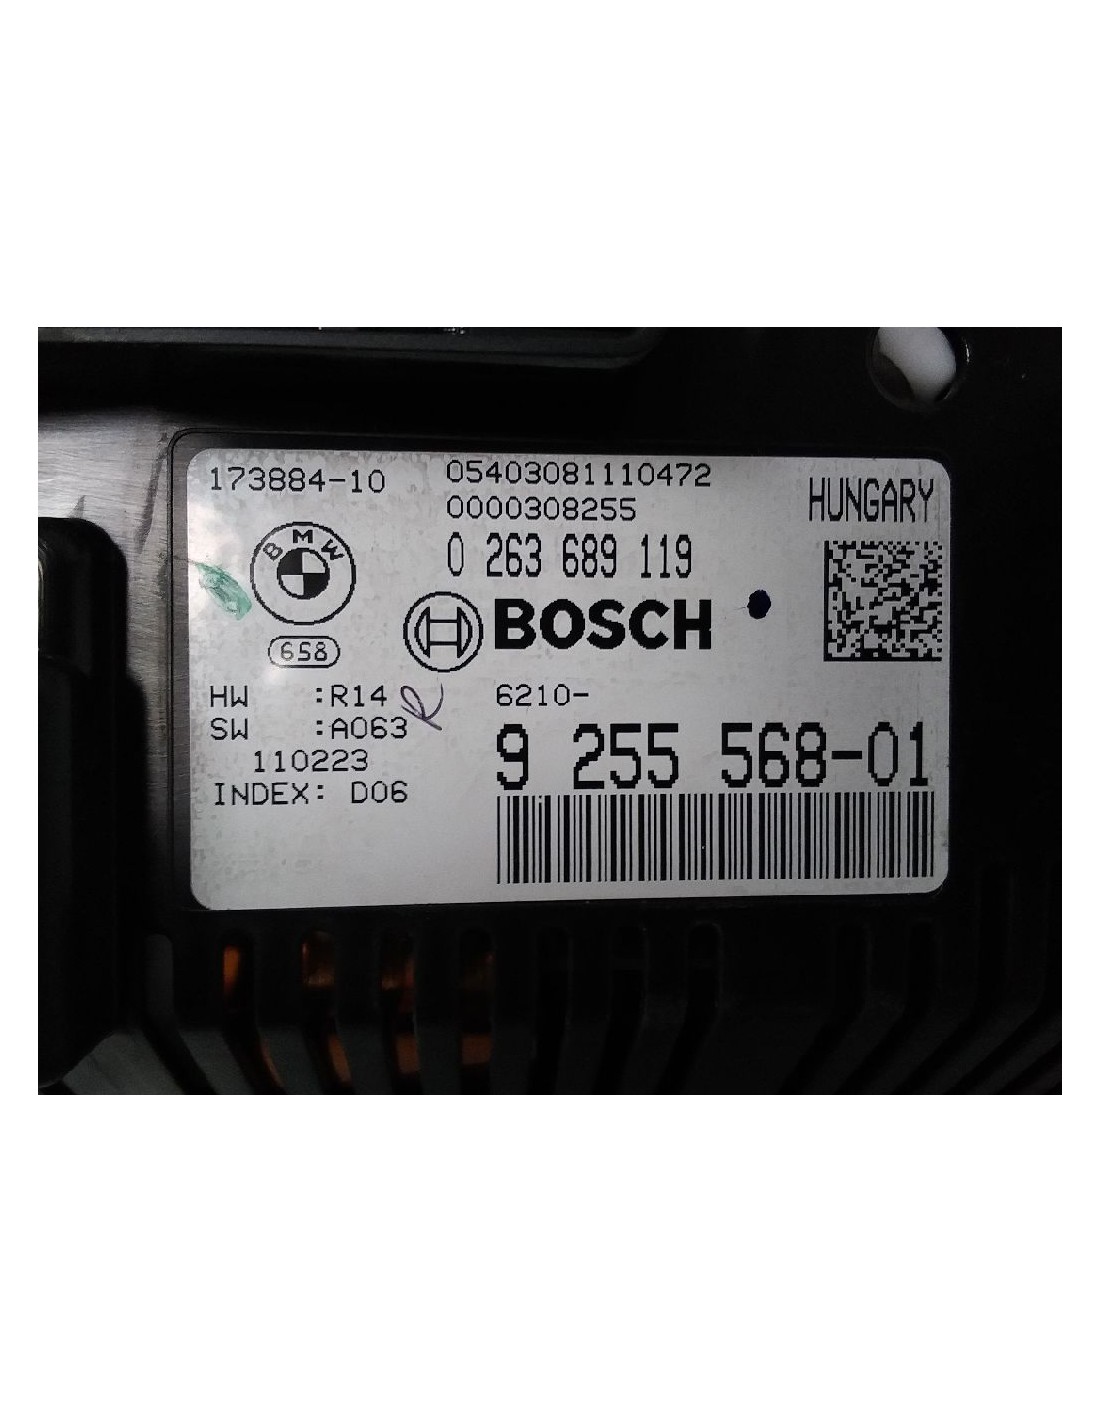 173884-10
05403081110472
0000308255
HUNGARY
0 263 689 119
BMW
BOSCH
658
HW :R14
R
6210-
SW :A063
9 255 568-01
110223
INDEX: D06